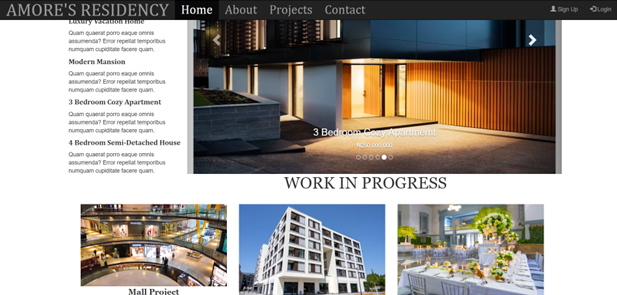 AMORE'S RESIDENCY Home About Projects Contact Sign Up Login
Luxury Vacation Home
Quam quaerat porro eaque omnis
assumenda? Error repellat temporibus
numquam cupiditate facere quam.
Modern Mansion
Quam quaerat porro eaque omnis
assumenda? Error repellat temporibus
numquam cupiditate facere quam.
3 Bedroom Cozy Apartment
Quam quaerat porro eaque omnis
assumenda? Error repellat temporibus
numquam cupiditate facere quam.
4 Bedroom Semi-Detached House
Quam quaerat porro eaque omnis
assumenda? Error repellat temporibus
numquam cupiditate facere quam.
3 Bedroom Cozy Apartment
WORK IN PROGRESS
Mall Project